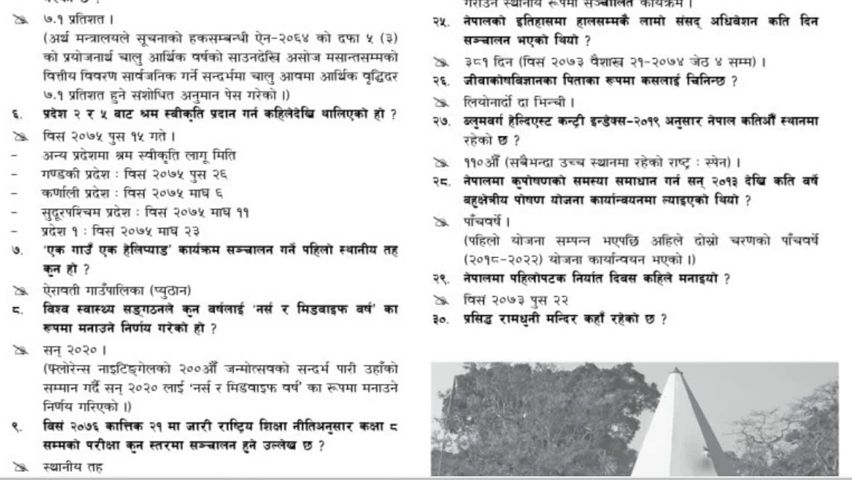 ७.१ प्रतिशत ।
(अर्थ मन्त्रालयले सूचनाको हकसम्बन्धी ऐन-२०६४ को दफा ५ (३)
को प्रयोजनार्थ चालु आर्थिक वर्षको साउनदेखि असोज मसान्तसम्मको
वित्तीय विवरण सार्वजनिक गर्ने सन्दर्भमा चालु आवमा आर्थिक वृद्धिदर
७.१ प्रतिशत हुने संशोधित अनुमान पेस गरेको ।)
६. प्रदेश २ र ५ बाट श्रम स्वीकृति प्रदान गर्न कहिलेदेखि थालिएको हो ?
विसं २०७५ पुस १५ गते ।
- अन्य प्रदेशमा श्रम स्वीकृति लागू मिति
- गण्डकी प्रदेश : विसं २०७५ पुस २६
- कर्णाली प्रदेश : विसं २०७५ माघ ६
- सुदूरपश्चिम प्रदेश : विसं २०७५ माघ ११
- प्रदेश १ : विसं २०७५ माघ २३
७. 'एक गाउँ एक हेलिप्याड' कार्यक्रम सञ्चालन गर्ने पहिलो स्थानीय तह
कुन हो ?
ऐरावती गाउँपालिका (प्युठान)
८. विश्व स्वास्थ्य सङ्गठनले कुन वर्षलाई 'नर्स र मिडवाइफ वर्ष' का
रूपमा मनाउने निर्णय गरेको हो ?
सन् २०२० ।
(फ्लोरेन्स नाइटिङ्गेलको २००औँ जन्मोत्सवको सन्दर्भ पारी उहाँको
सम्मान गर्दै सन् २०२० लाई 'नर्स र मिडवाइफ वर्ष' का रूपमा मनाउने
निर्णय गरिएको ।)
९. विसं २०७६ कात्तिक २१ मा जारी राष्ट्रिय शिक्षा नीतिअनुसार कक्षा ८
सम्मको परीक्षा कुन स्तरमा सञ्चालन हुने उल्लेख छ ?
स्थानीय तह
गराउन स्थानीय रूपमा सञ्चालित कार्यक्रम ।
२५. नेपालको इतिहासमा हालसम्मकै लामो संसद् अधिवेशन कति दिन
सञ्चालन भएको थियो ?
३८१ दिन (विसं २०७३ वैशाख २१-२०७४ जेठ ४ सम्म) ।
२६. जीवाकोषविज्ञानका पिताका रूपमा कसलाई चिनिन्छ ?
लियोनार्दो दा भिन्ची ।
२७. ब्लुमवर्ग हेल्दिएस्ट कन्ट्री इन्डेक्स-२०१९ अनुसार नेपाल कतिऔँ स्थानमा
रहेको छ ?
११०औँ (सबैभन्दा उच्च स्थानमा रहेको राष्ट्र : स्पेन) ।
२८. नेपालमा कुपोषणको समस्या समाधान गर्न सन् २०१३ देखि कति वर्षे
बहुक्षेत्रीय पोषण योजना कार्यान्वयनमा ल्याइएको थियो ?
पाँचवर्षे ।
(पहिलो योजना सम्पन्न भएपछि अहिले दोस्रो चरणको पाँचवर्षे
(२०१८-२०२२) योजना कार्यान्वयन भएको ।)
२९. नेपालमा पहिलोपटक निर्यात दिवस कहिले मनाइयो ?
विसं २०७३ पुस २२
३०. प्रसिद्ध रामधुनी मन्दिर कहाँ रहेको छ ?